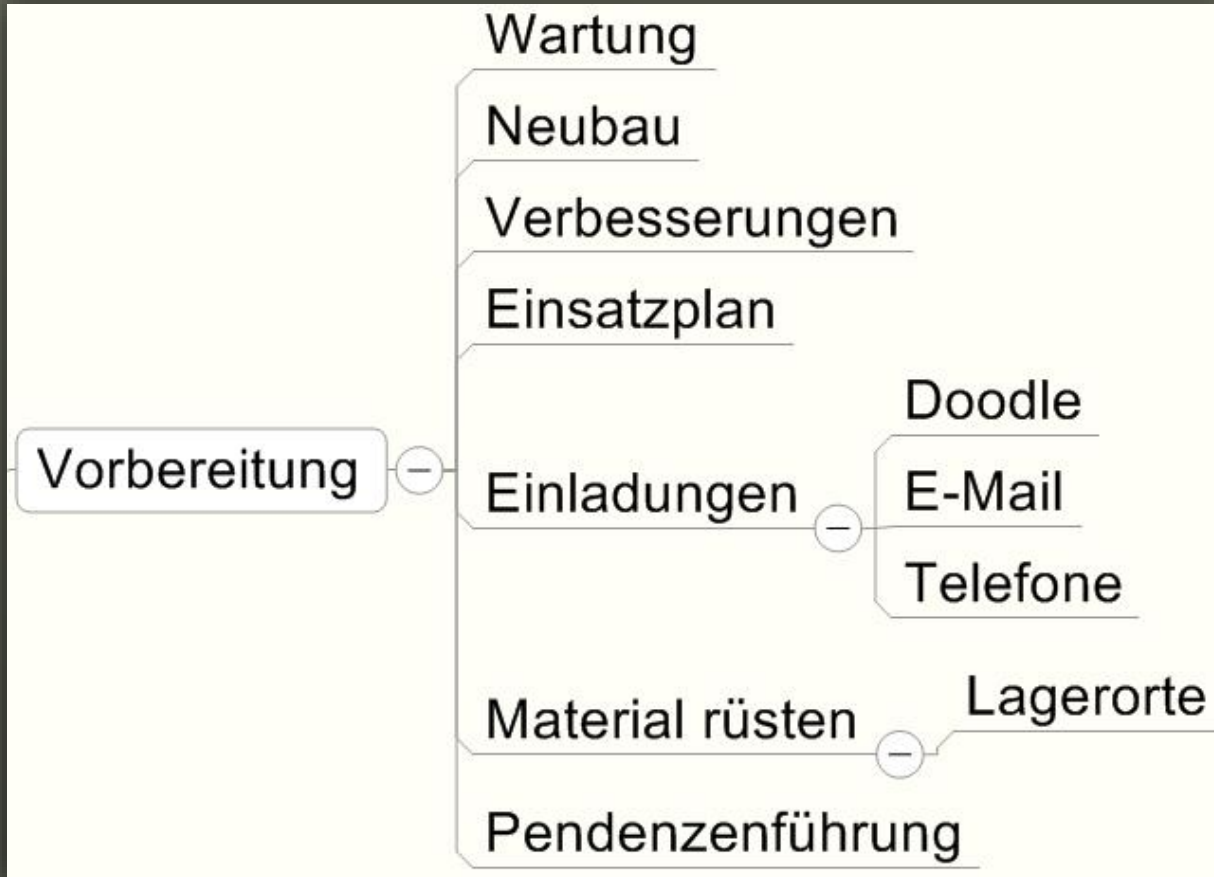 Wartung
Neubau
Verbesserungen
Einsatzplan
Vorbereitung
Einladungen
Doodle
E-Mail
Telefone
Material rüsten
Lagerorte
Pendenzenführung